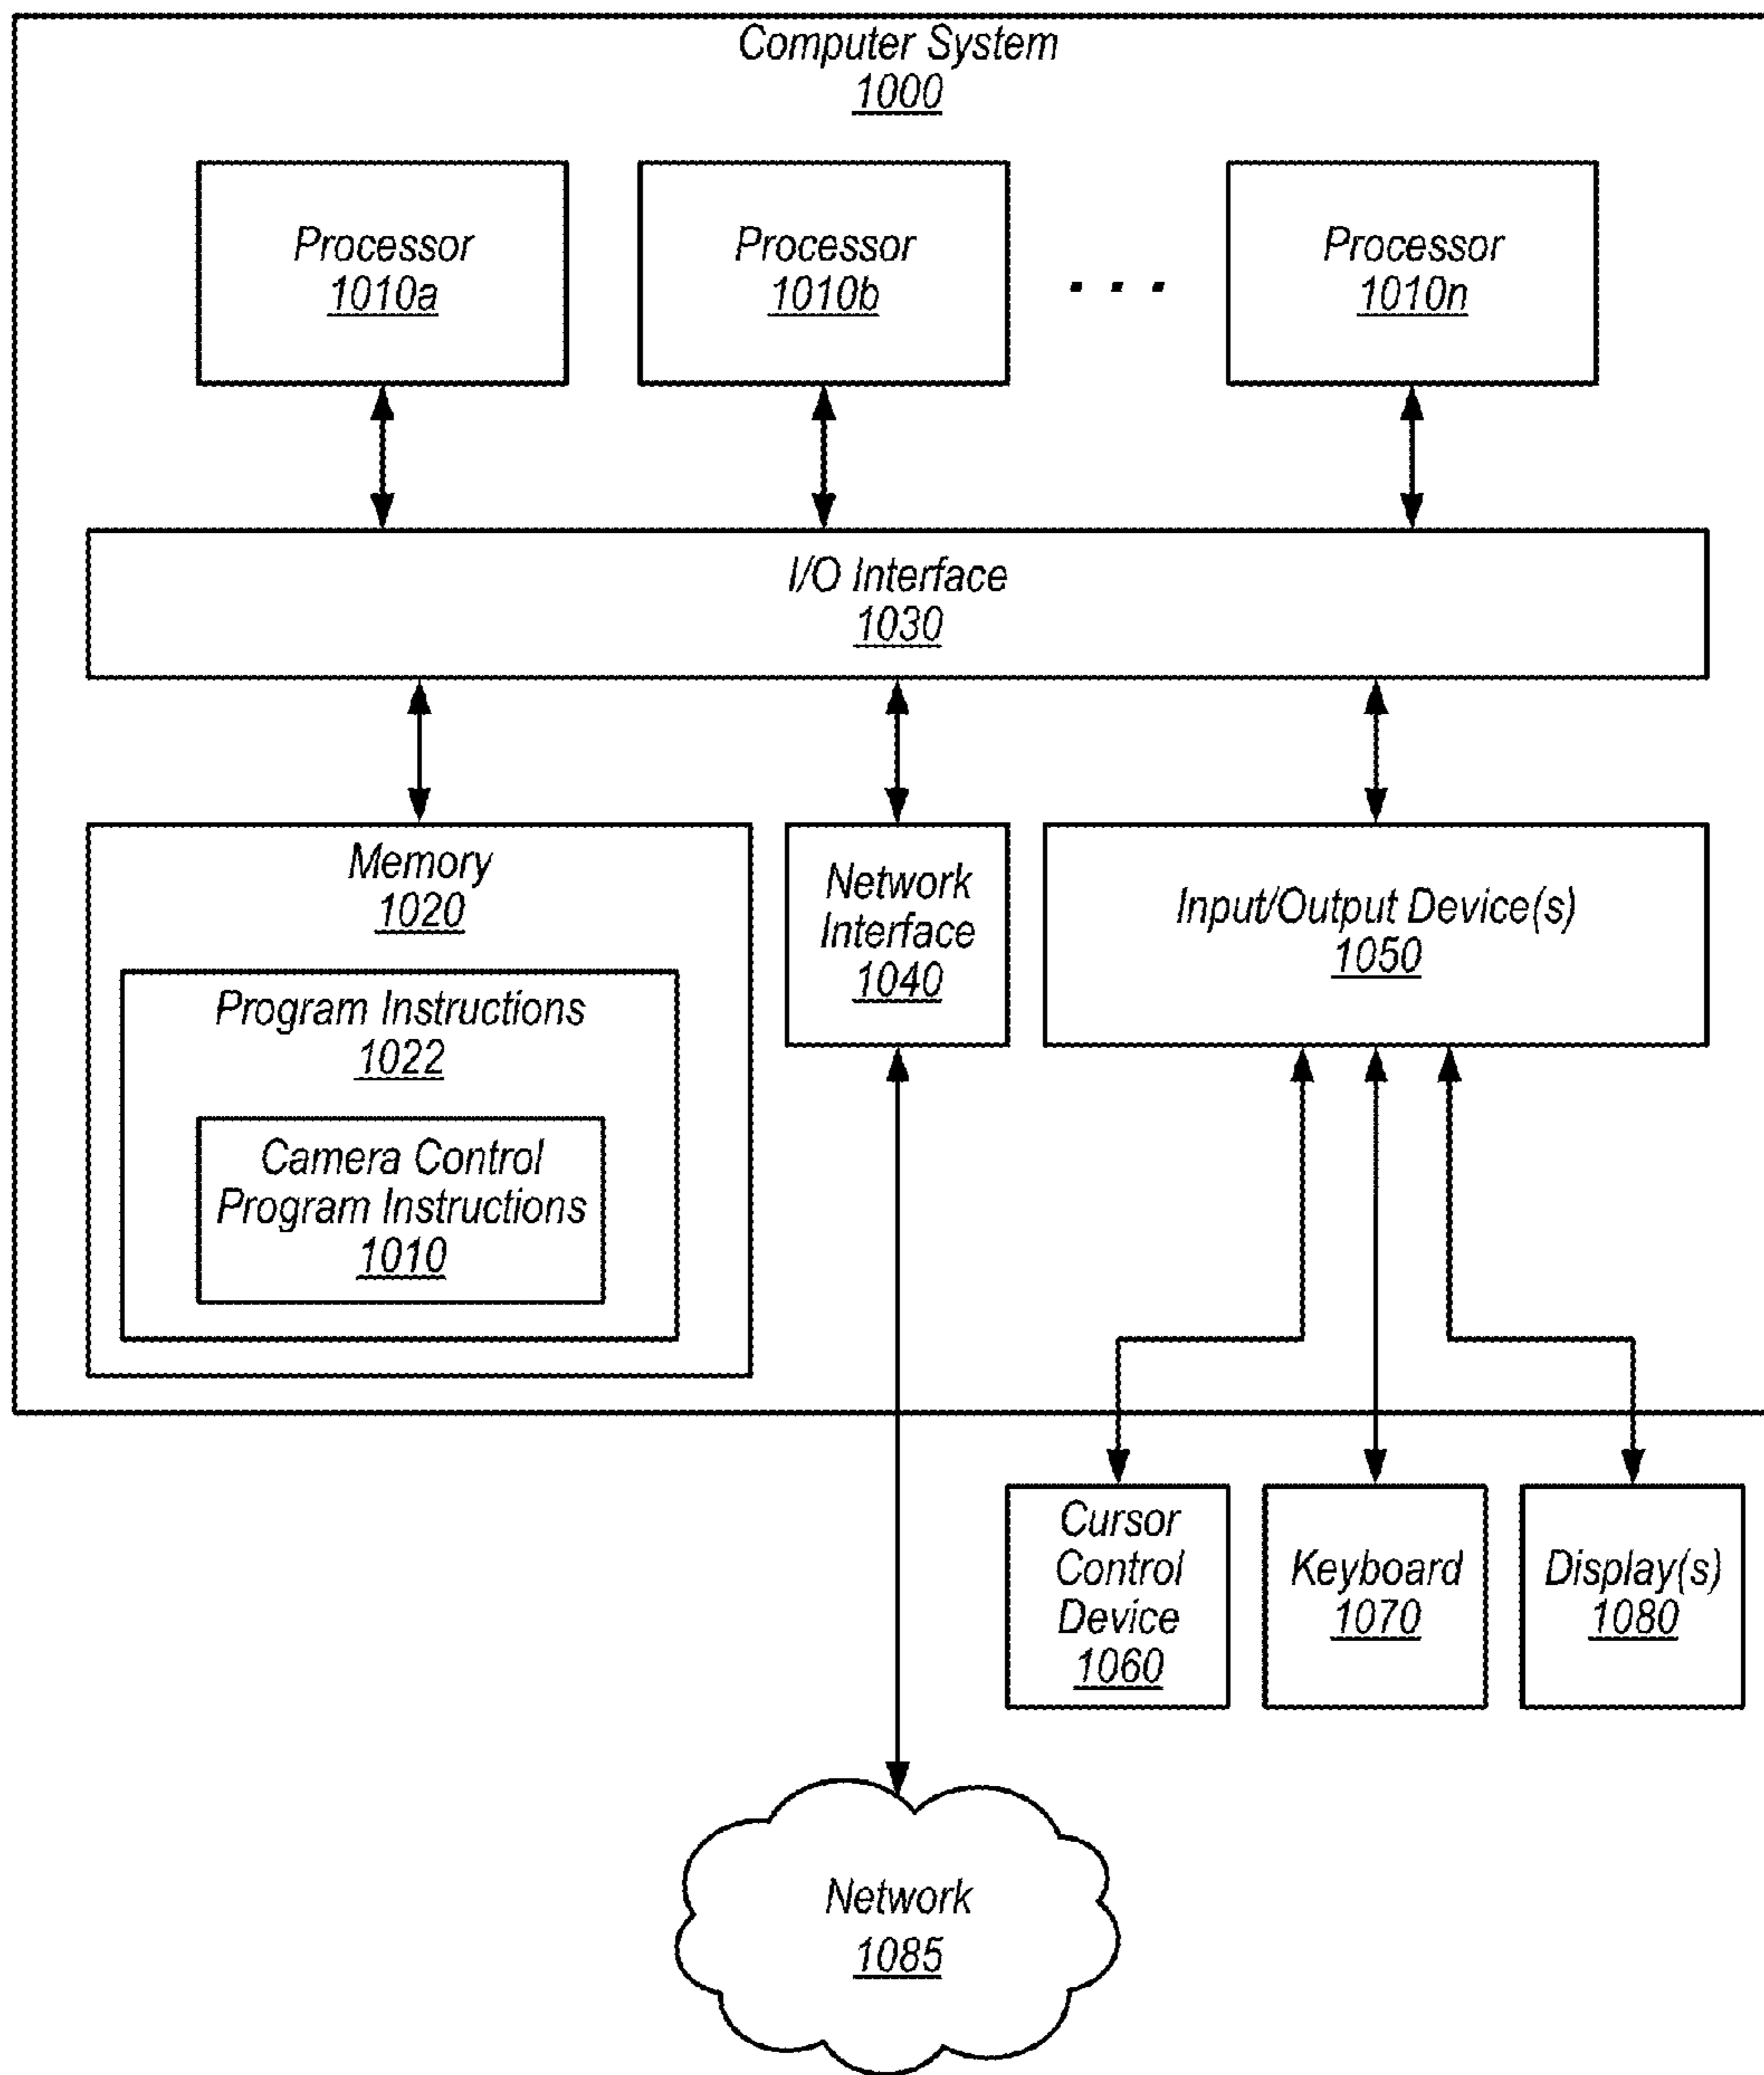 Computer System
1000
Processor
1010a
Processor
1010b
. . .
Processor
1010n
I/O Interface
1030
Memory
1020
Program Instructions
1022
Camera Control
Program Instructions
1010
Network
Interface
1040
Input/Output Device(s)
1050
Cursor
Control
Device
1060
Keyboard
1070
Display(s)
1080
Network
1085